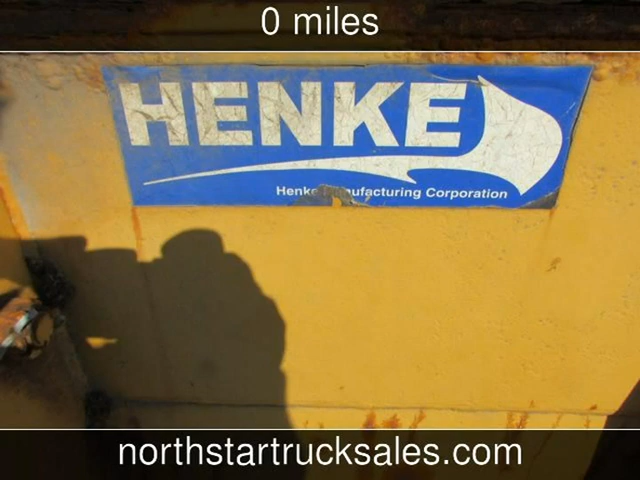 0 miles
HENKE
Henke Corporation
northstartrucksales.com